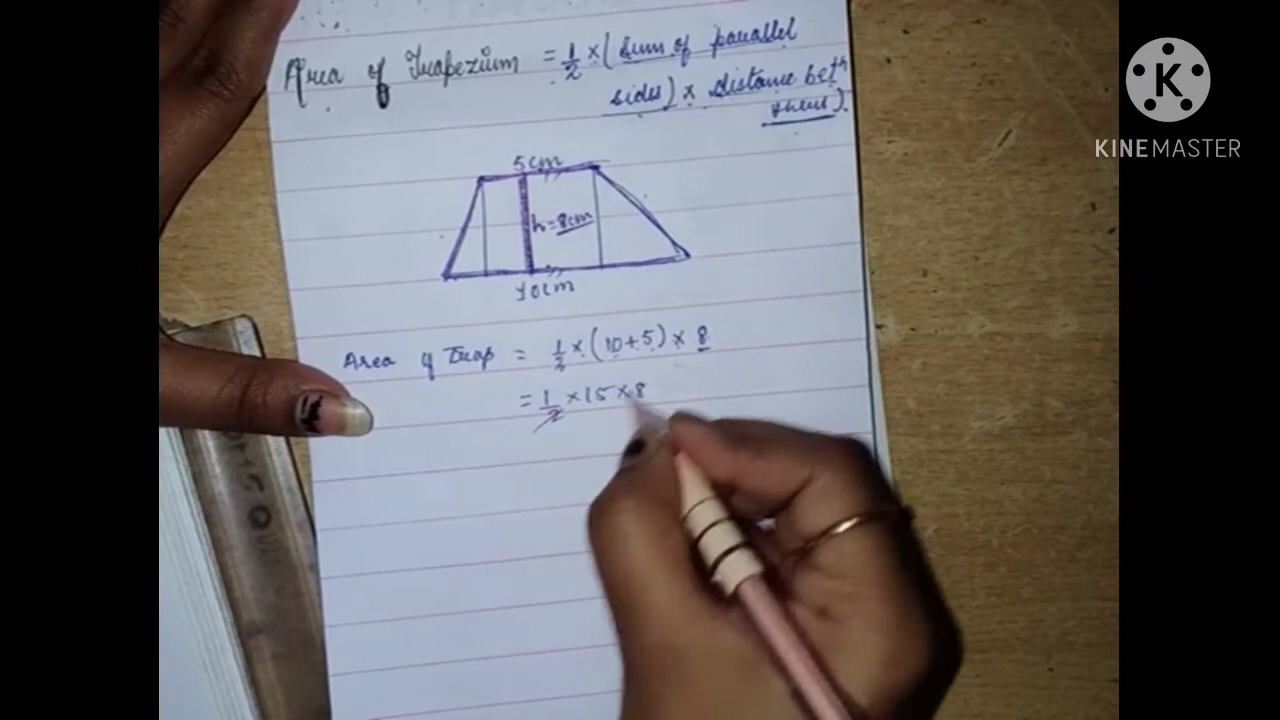 Area of Trapezium = 1/2 × (sum of parallel
sides) × distance betn
them).
KINEMASTER
5cm
h=8cm
10cm
Area of Trap = 1/2 × (10+5) × 8
= 1/2 × 15 × 8
15